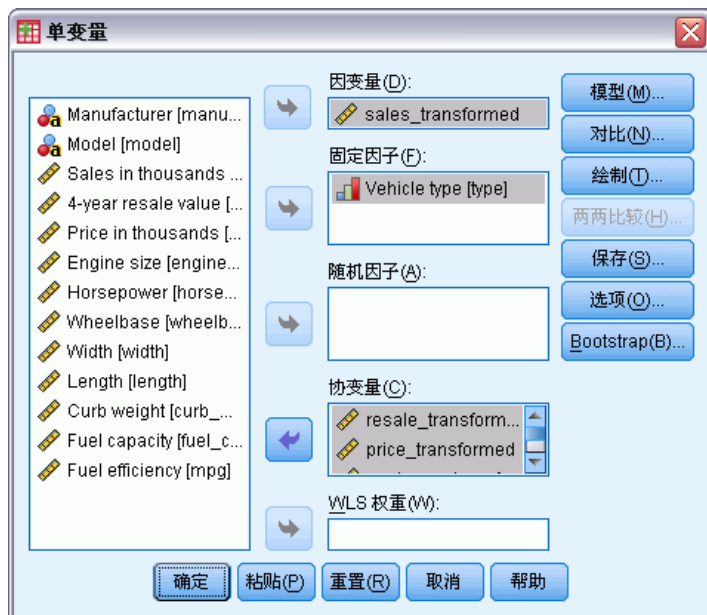 单变量
Manufacturer [manu...
Model [model]
Sales in thousands ...
4-year resale value [...
Price in thousands [...
Engine size [engine...
Horsepower [horse...
Wheelbase [wheelb...
Width [width]
Length [length]
Curb weight [curb_...
Fuel capacity [fuel_c...
Fuel efficiency [mpg]
因变量(D):
sales_transformed
固定因子(F):
Vehicle type [type]
随机因子(A):
协变量(C):
resale_transform...
price_transformed
WLS 权重(W):
模型(M)...
对比(N)...
绘制(T)...
两两比较(H)...
保存(S)...
选项(O)...
Bootstrap(B)...
确定
粘贴(P)
重置(R)
取消
帮助